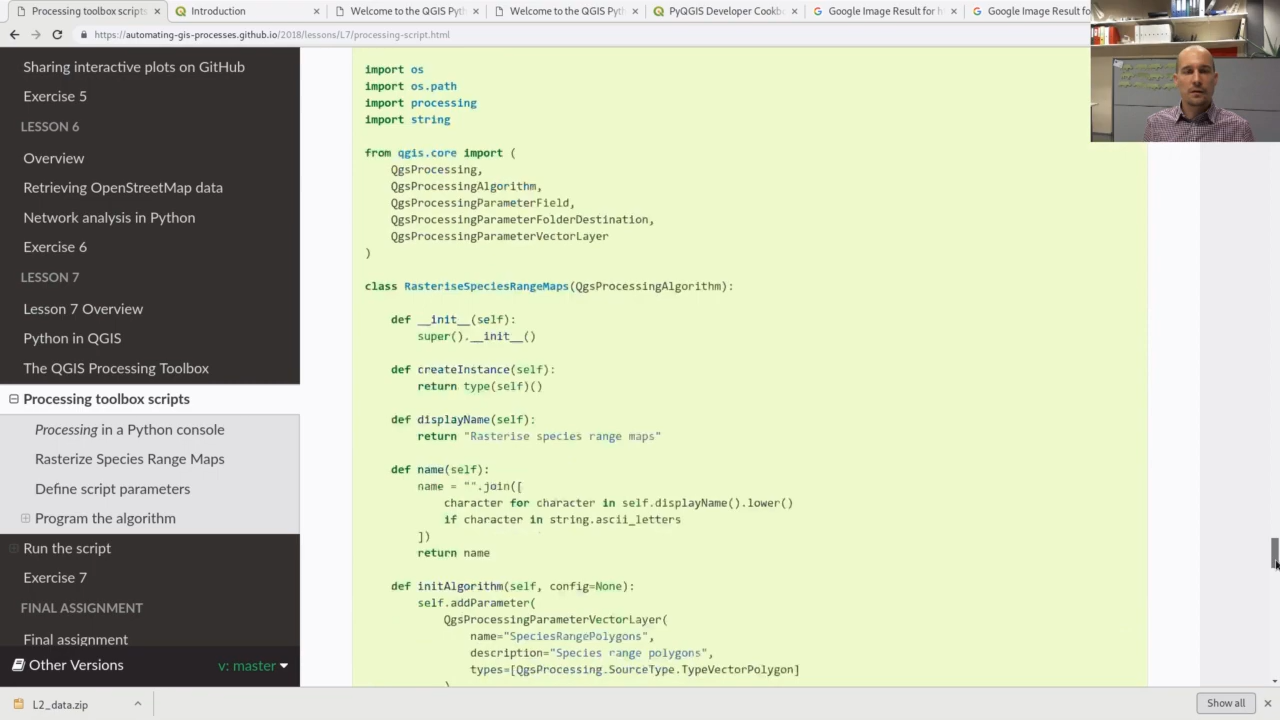 Processing toolbox scripts
Introduction
Welcome to the QGIS Pyth
Welcome to the QGIS Pyth
PyQGIS Developer Cookb
Google Image Result for h
Google Image Result fo
https://automating-gis-processes.github.io/2018/lessons/L7/processing-script.html
Sharing interactive plots on GitHub
Exercise 5
LESSON 6
Overview
Retrieving OpenStreetMap data
Network analysis in Python
Exercise 6
LESSON 7
Lesson 7 Overview
Python in QGIS
The QGIS Processing Toolbox
Processing toolbox scripts
Processing in a Python console
Rasterize Species Range Maps
Define script parameters
Program the algorithm
Run the script
Exercise 7
FINAL ASSIGNMENT
Final assignment
Other Versions v: master
import os
import os.path
import processing
import string
from qgis.core import (
QgsProcessing,
QgsProcessingAlgorithm,
QgsProcessingParameterField,
QgsProcessingParameterFolderDestination,
QgsProcessingParameterVectorLayer
)
class RasteriseSpeciesRangeMaps(QgsProcessingAlgorithm):
def __init__(self):
super().__init__()
def createInstance(self):
return type(self)()
def displayName(self):
return "Rasterise species range maps"
def name(self):
name = "".join([
character for character in self.displayName().lower()
if character in string.ascii_letters
])
return name
def initAlgorithm(self, config=None):
self.addParameter(
QgsProcessingParameterVectorLayer(
name="SpeciesRangePolygons",
description="Species range polygons",
types=[QgsProcessing.SourceType.TypeVectorPolygon]
L2_data.zip
Show all